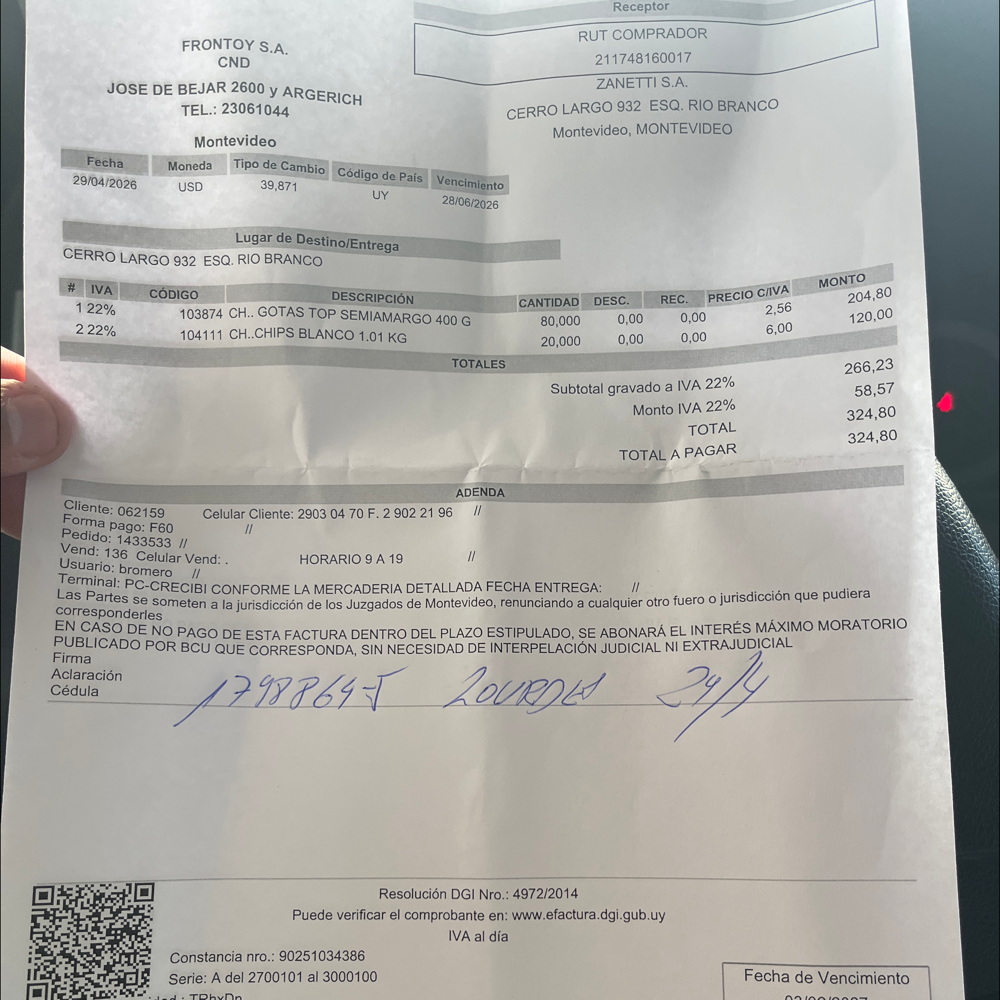 Receptor
FRONTOY S.A.
CND
JOSE DE BEJAR 2600 y ARGERICH
TEL.: 23061044
Montevideo
RUT COMPRADOR
211748160017
ZANETTI S.A.
CERRO LARGO 932 ESQ. RIO BRANCO
Montevideo, MONTEVIDEO
Fecha Moneda Tipo de Cambio Código de País Vencimiento
29/04/2026 USD 39,871 UY 28/06/2026
Lugar de Destino/Entrega
CERRO LARGO 932 ESQ. RIO BRANCO
# IVA CÓDIGO DESCRIPCIÓN CANTIDAD DESC. REC. PRECIO C/IVA MONTO
1 22% 103874 CH.. GOTAS TOP SEMIAMARGO 400 G 80,000 0,00 0,00 2,56 204,80
2 22% 104111 CH..CHIPS BLANCO 1.01 KG 20,000 0,00 0,00 6,00 120,00
TOTALES
Subtotal gravado a IVA 22% 266,23
Monto IVA 22% 58,57
TOTAL 324,80
TOTAL A PAGAR 324,80
ADENDA
Cliente: 062159 Celular Cliente: 2903 04 70 F. 2 902 21 96 //
Forma pago: F60 //
Pedido: 1433533 //
Vend: 136 Celular Vend: . HORARIO 9 A 19 //
Usuario: bromero //
Terminal: PC-CRECIBI CONFORME LA MERCADERIA DETALLADA FECHA ENTREGA: //
Las Partes se someten a la jurisdicción de los Juzgados de Montevideo, renunciando a cualquier otro fuero o jurisdicción que pudiera
corresponderles
EN CASO DE NO PAGO DE ESTA FACTURA DENTRO DEL PLAZO ESTIPULADO, SE ABONARÁ EL INTERÉS MÁXIMO MORATORIO
PUBLICADO POR BCU QUE CORRESPONDA, SIN NECESIDAD DE INTERPELACIÓN JUDICIAL NI EXTRAJUDICIAL
Firma
Aclaración
Cédula
LOURDES
Resolución DGI Nro.: 4972/2014
Puede verificar el comprobante en: www.efactura.dgi.gub.uy
IVA al día
Constancia nro.: 90251034386
Serie: A del 2700101 al 3000100
Fecha de Vencimiento